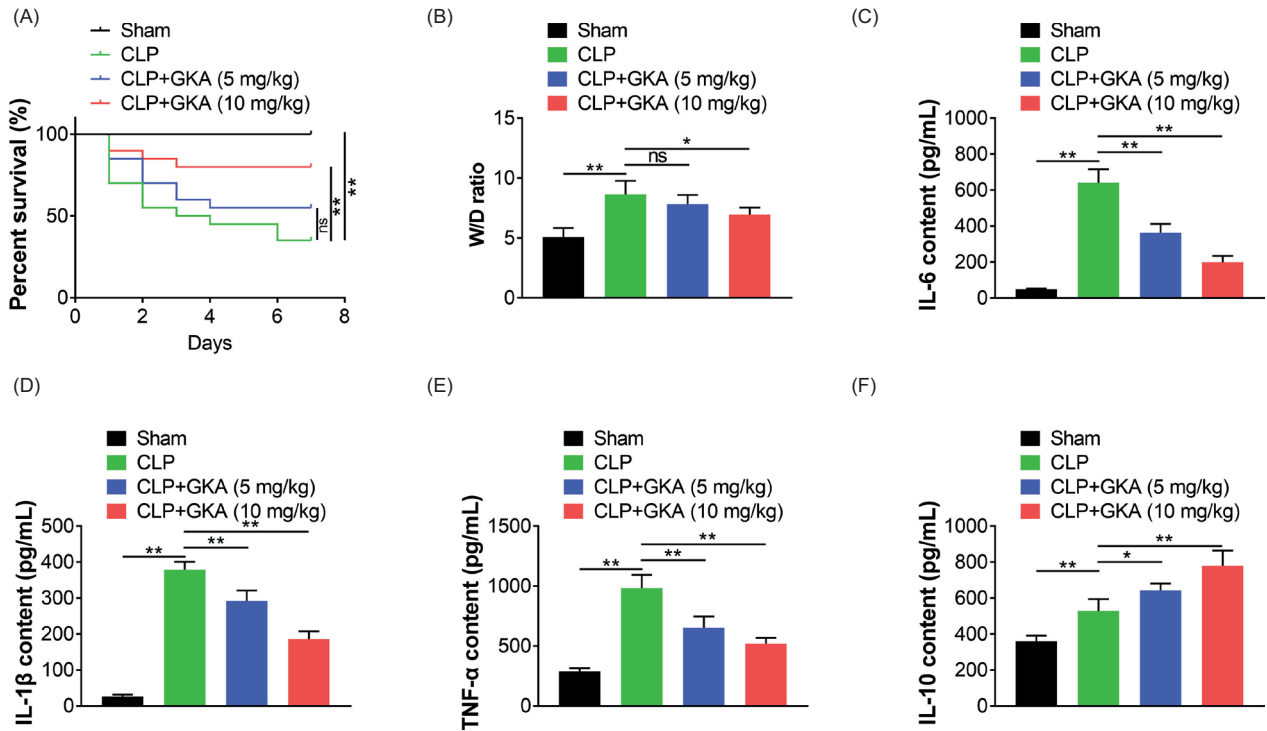 (A)
Sham
CLP
CLP+GKA (5 mg/kg)
CLP+GKA (10 mg/kg)
Percent survival (%)
100
50
0
0 2 4 6 8
Days
ns
**
**
(B)
Sham
CLP
CLP+GKA (5 mg/kg)
CLP+GKA (10 mg/kg)
W/D ratio
15
10
5
0
**
ns
*
(C)
Sham
CLP
CLP+GKA (5 mg/kg)
CLP+GKA (10 mg/kg)
IL-6 content (pg/mL)
1000
800
600
400
200
0
**
**
**
(D)
Sham
CLP
CLP+GKA (5 mg/kg)
CLP+GKA (10 mg/kg)
IL-1β content (pg/mL)
500
400
300
200
100
0
**
**
**
(E)
Sham
CLP
CLP+GKA (5 mg/kg)
CLP+GKA (10 mg/kg)
TNF-α content (pg/mL)
1500
1000
500
0
**
**
**
(F)
Sham
CLP
CLP+GKA (5 mg/kg)
CLP+GKA (10 mg/kg)
IL-10 content (pg/mL)
1000
800
600
400
200
0
**
*
**